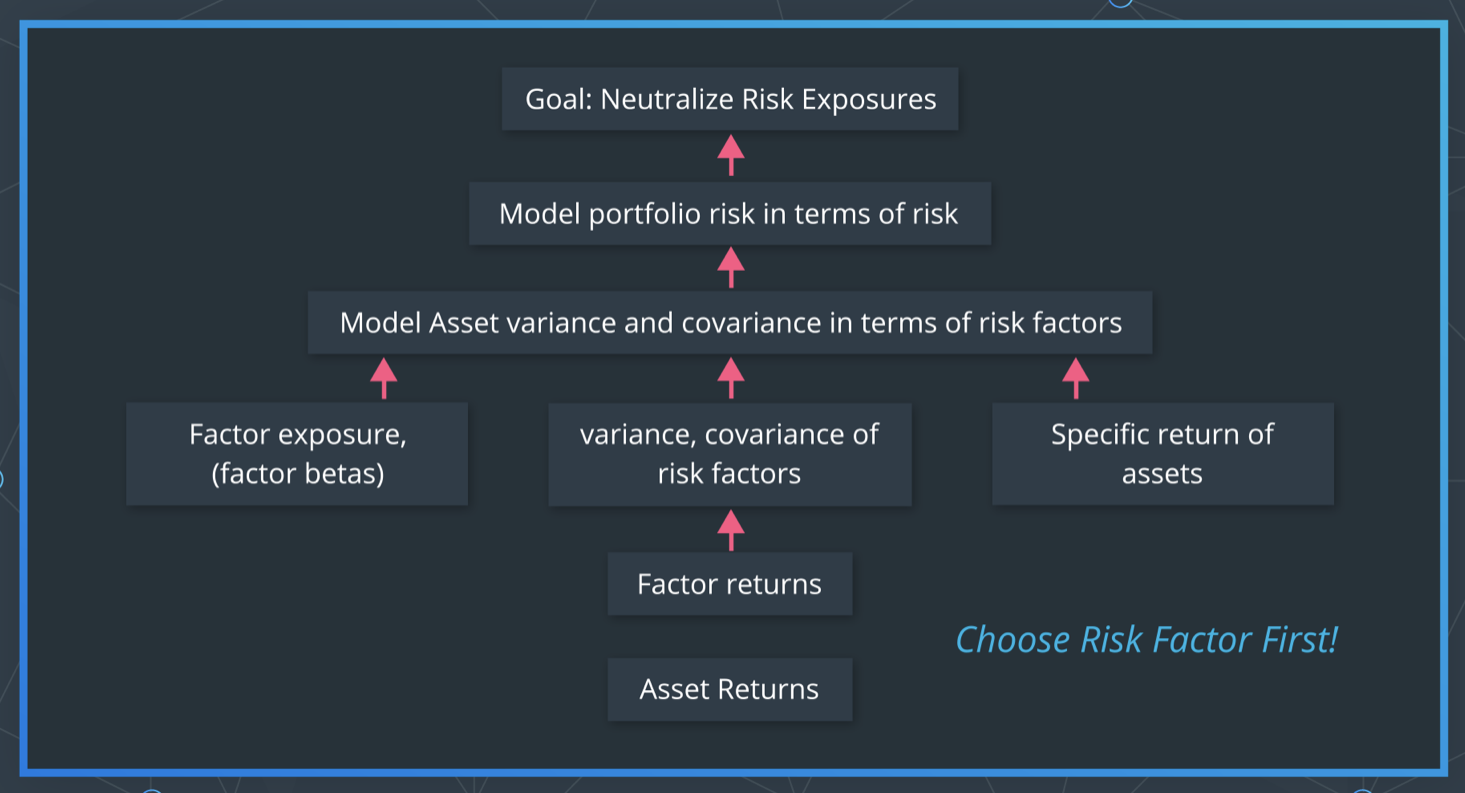 Goal: Neutralize Risk Exposures
Model portfolio risk in terms of risk
Model Asset variance and covariance in terms of risk factors
Factor exposure,
(factor betas)
variance, covariance of
risk factors
Specific return of
assets
Factor returns
Choose Risk Factor First!
Asset Returns